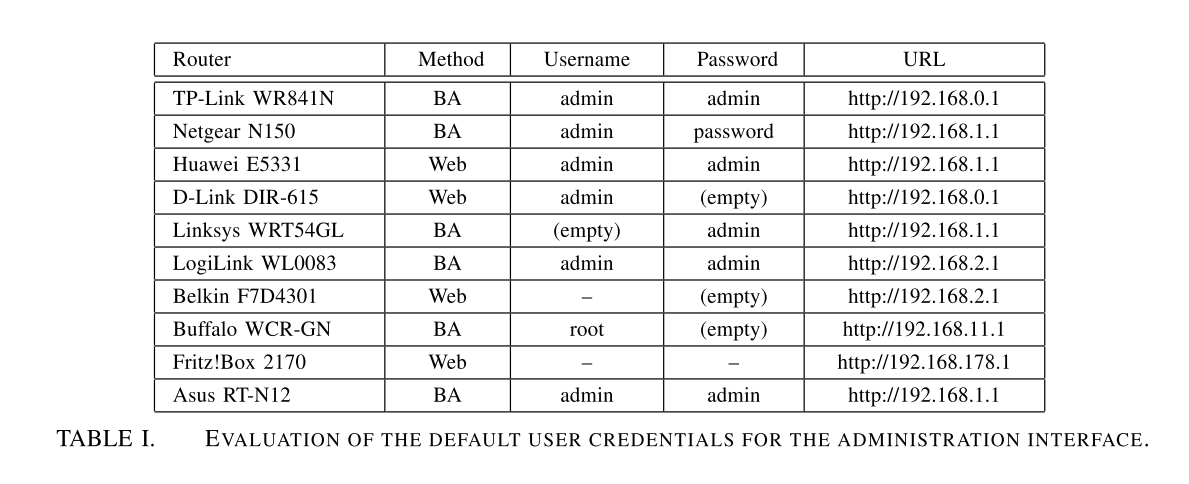 Router Method Username Password URL
TP-Link WR841N BA admin admin http://192.168.0.1
Netgear N150 BA admin password http://192.168.1.1
Huawei E5331 Web admin admin http://192.168.1.1
D-Link DIR-615 Web admin (empty) http://192.168.0.1
Linksys WRT54GL BA (empty) admin http://192.168.1.1
LogiLink WL0083 BA admin admin http://192.168.2.1
Belkin F7D4301 Web – (empty) http://192.168.2.1
Buffalo WCR-GN BA root (empty) http://192.168.11.1
Fritz!Box 2170 Web – – http://192.168.178.1
Asus RT-N12 BA admin admin http://192.168.1.1
TABLE I. EVALUATION OF THE DEFAULT USER CREDENTIALS FOR THE ADMINISTRATION INTERFACE.